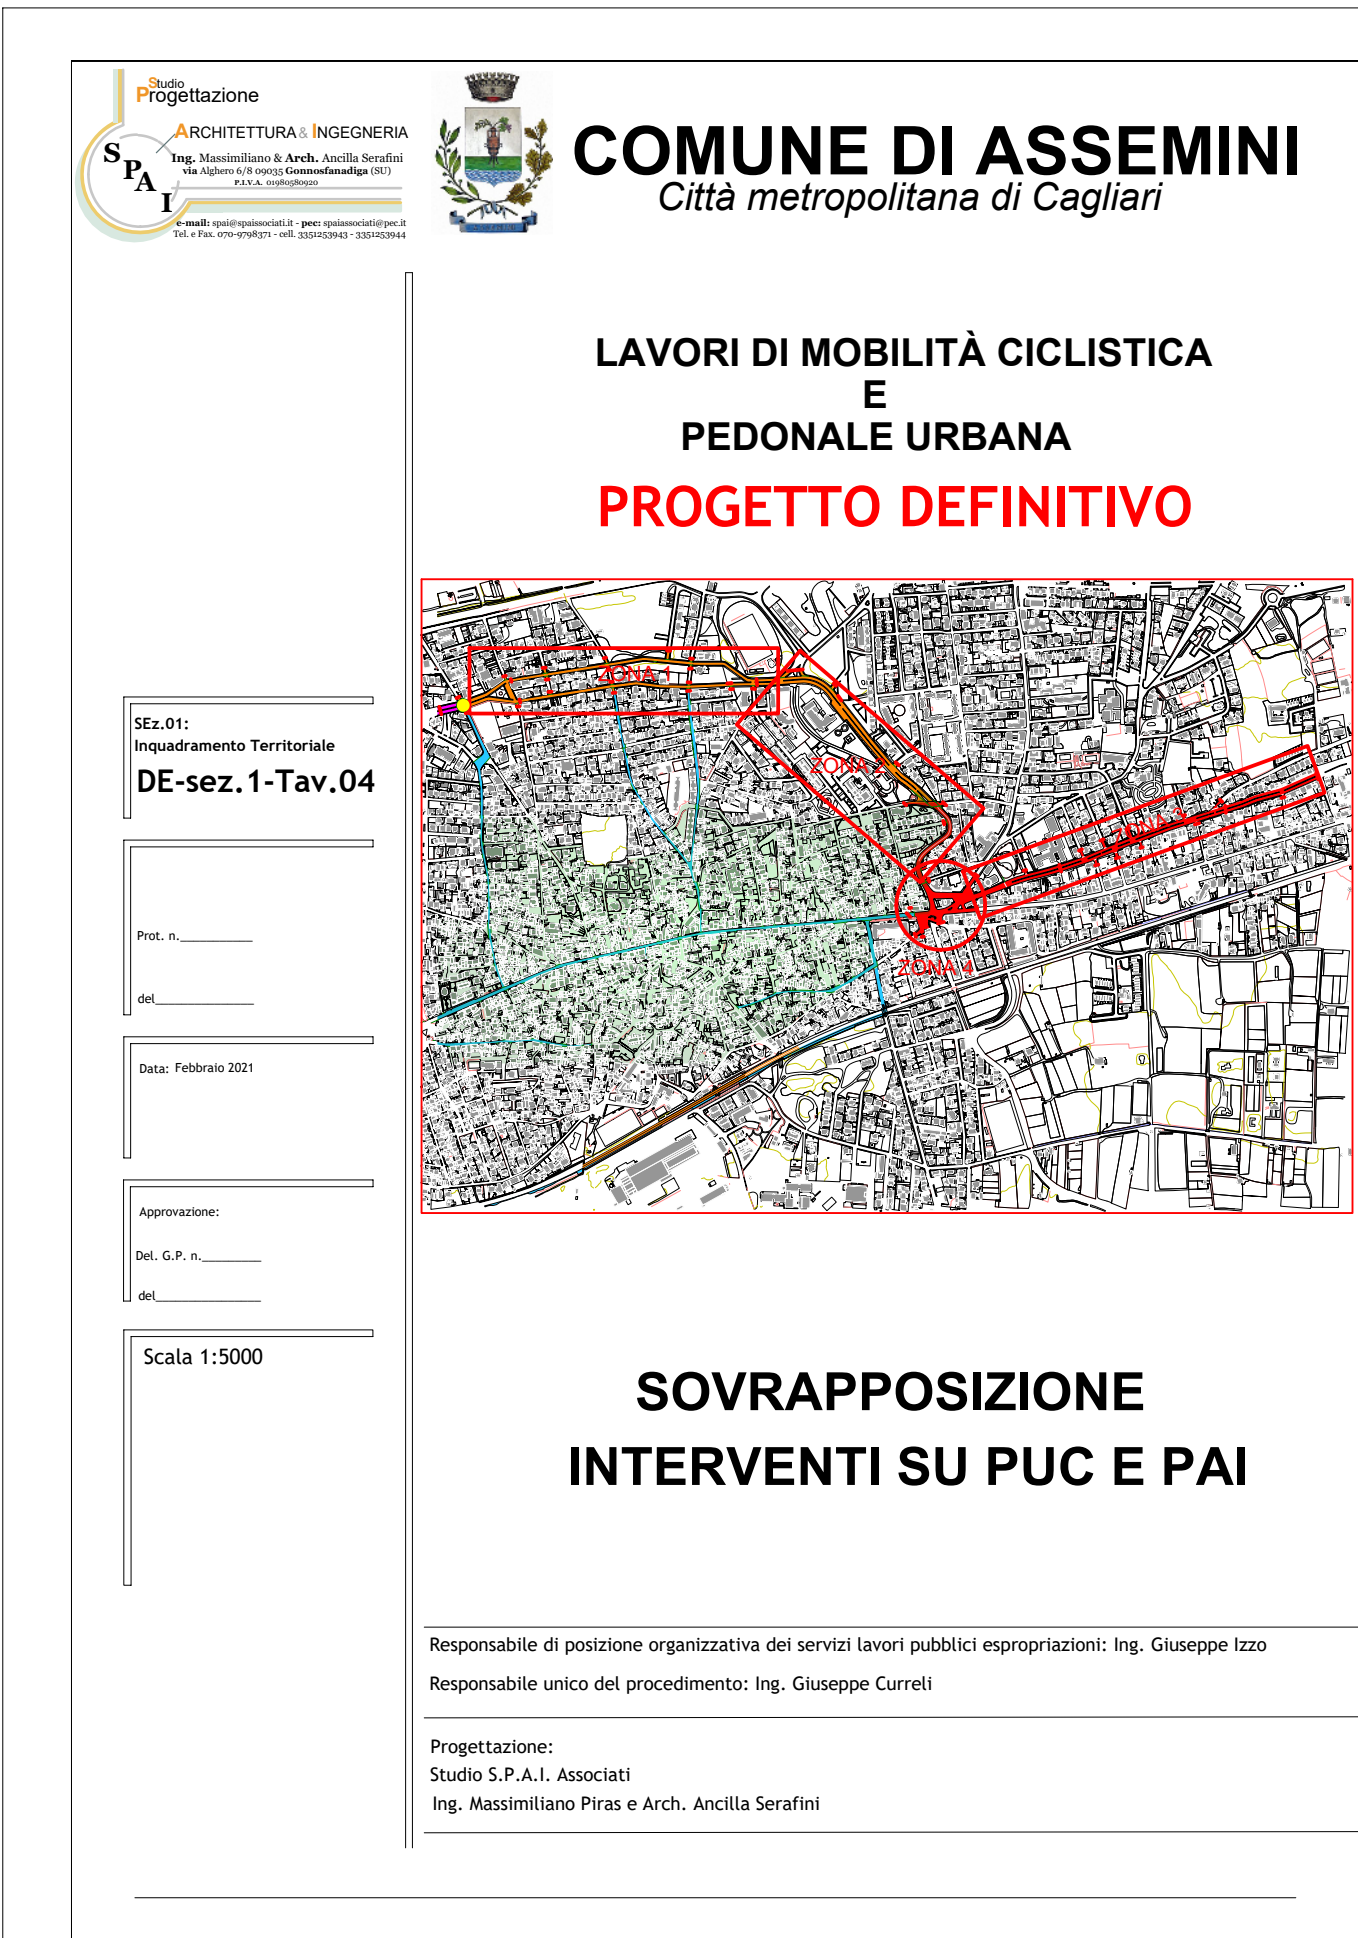 Studio
Progettazione
ARCHITETTURA & INGEGNERIA
SPAI
Ing. Massimiliano & Arch. Ancilla Serafini
via Alghero 6/8 09035 Gonnosfanadiga (SU)
P.I.V.A. 01980580920
e-mail: spai@spaissociati.it - pec: spaiassociati@pec.it
Tel. e Fax. 070-9798371 - cell. 3351253943 - 3351253944
COMUNE DI ASSEMINI
Città metropolitana di Cagliari
LAVORI DI MOBILITÀ CICLISTICA
E
PEDONALE URBANA
PROGETTO DEFINITIVO
ZONA 1
ZONA 2
ZONA 3
ZONA 4
SEz.01:
Inquadramento Territoriale
DE-sez.1-Tav.04
Prot. n.___________
del_______________
Data: Febbraio 2021
Approvazione:
Del. G.P. n._________
del________________
Scala 1:5000
SOVRAPPOSIZIONE
INTERVENTI SU PUC E PAI
Responsabile di posizione organizzativa dei servizi lavori pubblici espropriazioni: Ing. Giuseppe Izzo
Responsabile unico del procedimento: Ing. Giuseppe Curreli
Progettazione:
Studio S.P.A.I. Associati
Ing. Massimiliano Piras e Arch. Ancilla Serafini